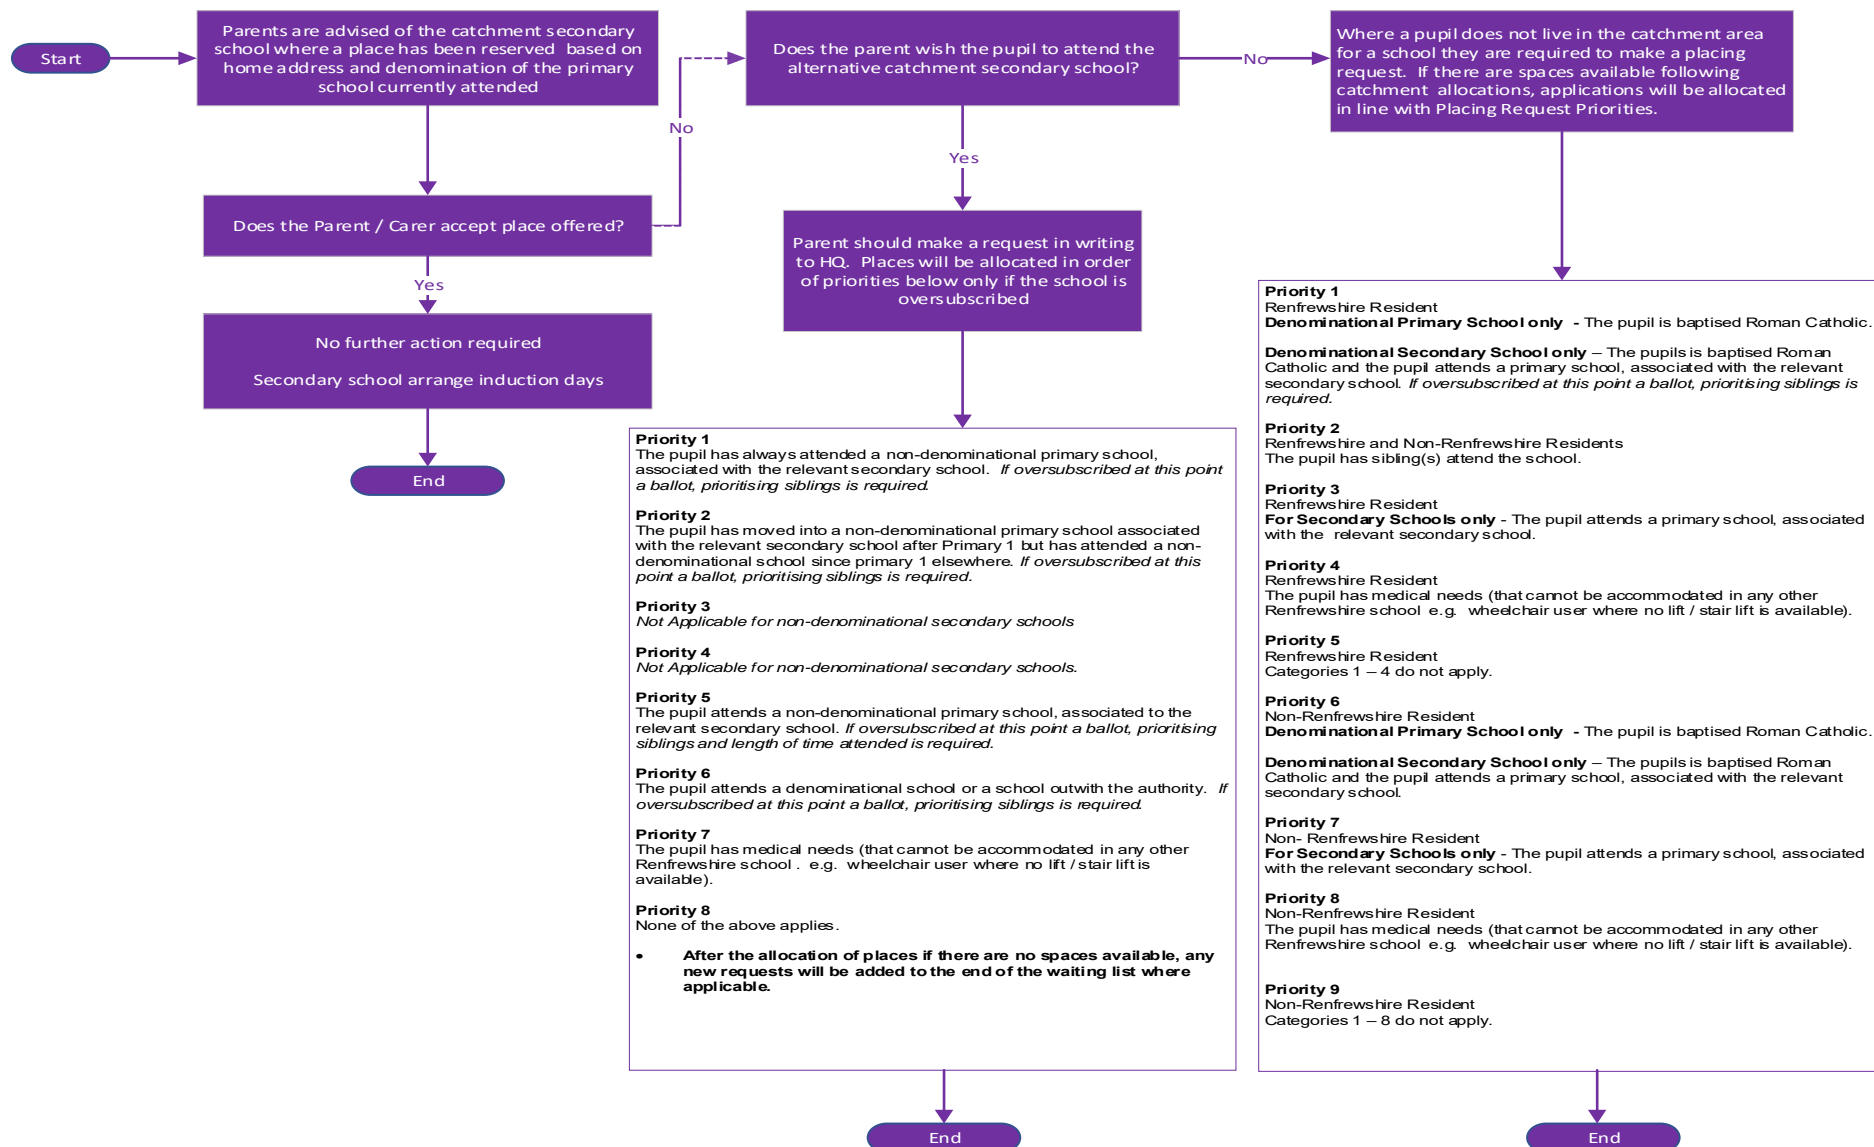 Start
Parents are advised of the catchment secondary
school where a place has been reserved based on
home address and denomination of the primary
school currently attended
Does the Parent / Carer accept place offered?
Yes
No further action required
Secondary school arrange induction days
End
No
Does the parent wish the pupil to attend the
alternative catchment secondary school?
Yes
Parent should make a request in writing
to HQ. Places will be allocated in order
of priorities below only if the school is
oversubscribed
Priority 1
The pupil has always attended a non-denominational primary school,
associated with the relevant secondary school. If oversubscribed at this point
a ballot, prioritising siblings is required.
Priority 2
The pupil has moved into a non-denominational primary school associated
with the relevant secondary school after Primary 1 but has attended a non-
denominational school since primary 1 elsewhere. If oversubscribed at this
point a ballot, prioritising siblings is required.
Priority 3
Not Applicable for non-denominational secondary schools
Priority 4
Not Applicable for non-denominational secondary schools.
Priority 5
The pupil attends a non-denominational primary school, associated to the
relevant secondary school. If oversubscribed at this point a ballot, prioritising
siblings and length of time attended is required.
Priority 6
The pupil attends a denominational school or a school outwith the authority. If
oversubscribed at this point a ballot, prioritising siblings is required.
Priority 7
The pupil has medical needs (that cannot be accommodated in any other
Renfrewshire school . e.g. wheelchair user where no lift / stair lift is
available).
Priority 8
None of the above applies.
• After the allocation of places if there are no spaces available, any
new requests will be added to the end of the waiting list where
applicable.
End
No
Where a pupil does not live in the catchment area
for a school they are required to make a placing
request. If there are spaces available following
catchment allocations, applications will be allocated
in line with Placing Request Priorities.
Priority 1
Renfrewshire Resident
Denominational Primary School only - The pupil is baptised Roman Catholic.
Denominational Secondary School only – The pupils is baptised Roman
Catholic and the pupil attends a primary school, associated with the relevant
secondary school. If oversubscribed at this point a ballot, prioritising siblings is
required.
Priority 2
Renfrewshire and Non-Renfrewshire Residents
The pupil has sibling(s) attend the school.
Priority 3
Renfrewshire Resident
For Secondary Schools only - The pupil attends a primary school, associated
with the relevant secondary school.
Priority 4
Renfrewshire Resident
The pupil has medical needs (that cannot be accommodated in any other
Renfrewshire school e.g. wheelchair user where no lift / stair lift is available).
Priority 5
Renfrewshire Resident
Categories 1 – 4 do not apply.
Priority 6
Non-Renfrewshire Resident
Denominational Primary School only - The pupil is baptised Roman Catholic.
Denominational Secondary School only – The pupils is baptised Roman
Catholic and the pupil attends a primary school, associated with the relevant
secondary school.
Priority 7
Non- Renfrewshire Resident
For Secondary Schools only - The pupil attends a primary school, associated
with the relevant secondary school.
Priority 8
Non-Renfrewshire Resident
The pupil has medical needs (that cannot be accommodated in any other
Renfrewshire school e.g. wheelchair user where no lift / stair lift is available).
Priority 9
Non-Renfrewshire Resident
Categories 1 – 8 do not apply.
End